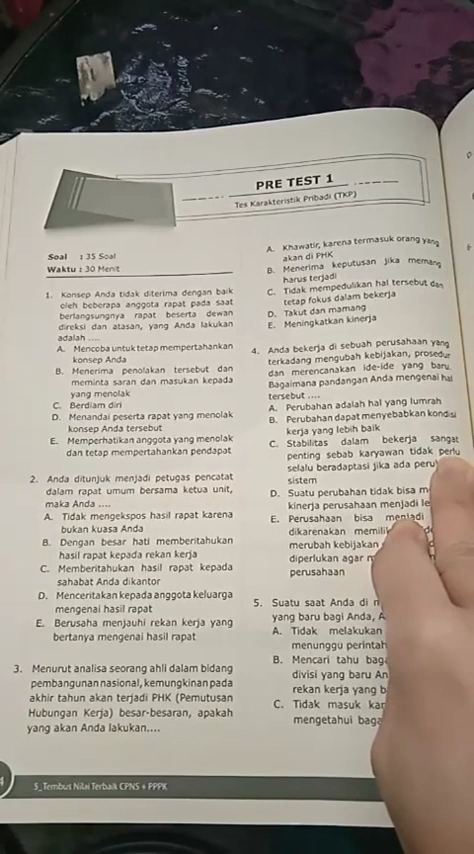 PRE TEST 1
Tes Karakteristik Pribadi (TKP)
Soal : 35 Soal
Waktu : 30 Menit
1. Konsep Anda tidak diterima dengan baik
oleh beberapa anggota rapat pada saat
berlangsungnya rapat beserta dewan
direksi dan atasan, yang Anda lakukan
adalah ....
A. Mencoba untuk tetap mempertahankan
konsep Anda
B. Menerima penolakan tersebut dan
meminta saran dan masukan kepada
yang menolak
C. Berdiam diri
D. Menandai peserta rapat yang menolak
konsep Anda tersebut
E. Memperhatikan anggota yang menolak
dan tetap mempertahankan pendapat
2. Anda ditunjuk menjadi petugas pencatat
dalam rapat umum bersama ketua unit,
maka Anda ....
A. Tidak mengekspos hasil rapat karena
bukan kuasa Anda
B. Dengan besar hati memberitahukan
hasil rapat kepada rekan kerja
C. Memberitahukan hasil rapat kepada
sahabat Anda dikantor
D. Menceritakan kepada anggota keluarga
mengenai hasil rapat
E. Berusaha menjauhi rekan kerja yang
bertanya mengenai hasil rapat
3. Menurut analisa seorang ahli dalam bidang
pembangunan nasional, kemungkinan pada
akhir tahun akan terjadi PHK (Pemutusan
Hubungan Kerja) besar-besaran, apakah
yang akan Anda lakukan....
A. Khawatir, karena termasuk orang yang
akan di PHK
B. Menerima keputusan jika memang
harus terjadi
C. Tidak mempedulikan hal tersebut dan
tetap fokus dalam bekerja
D. Takut dan mamang
E. Meningkatkan kinerja
4. Anda bekerja di sebuah perusahaan yang
terkadang mengubah kebijakan, prosedur
dan merencanakan ide-ide yang baru.
Bagaimana pandangan Anda mengenai hal
tersebut ....
A. Perubahan adalah hal yang lumrah
B. Perubahan dapat menyebabkan kondisi
kerja yang lebih baik
C. Stabilitas dalam bekerja sangat
penting sebab karyawan tidak perlu
selalu beradaptasi jika ada peru
sistem
D. Suatu perubahan tidak bisa m
kinerja perusahaan menjadi le
E. Perusahaan bisa menjadi
dikarenakan memilik
merubah kebijakan
diperlukan agar
perusahaan
5. Suatu saat Anda di
yang baru bagi Anda, A
A. Tidak melakukan
menunggu perintah
B. Mencari tahu baga
divisi yang baru An
rekan kerja yang b
C. Tidak masuk kar
mengetahui baga
5_Tembus Nilai Terbaik CPNS + PPPK